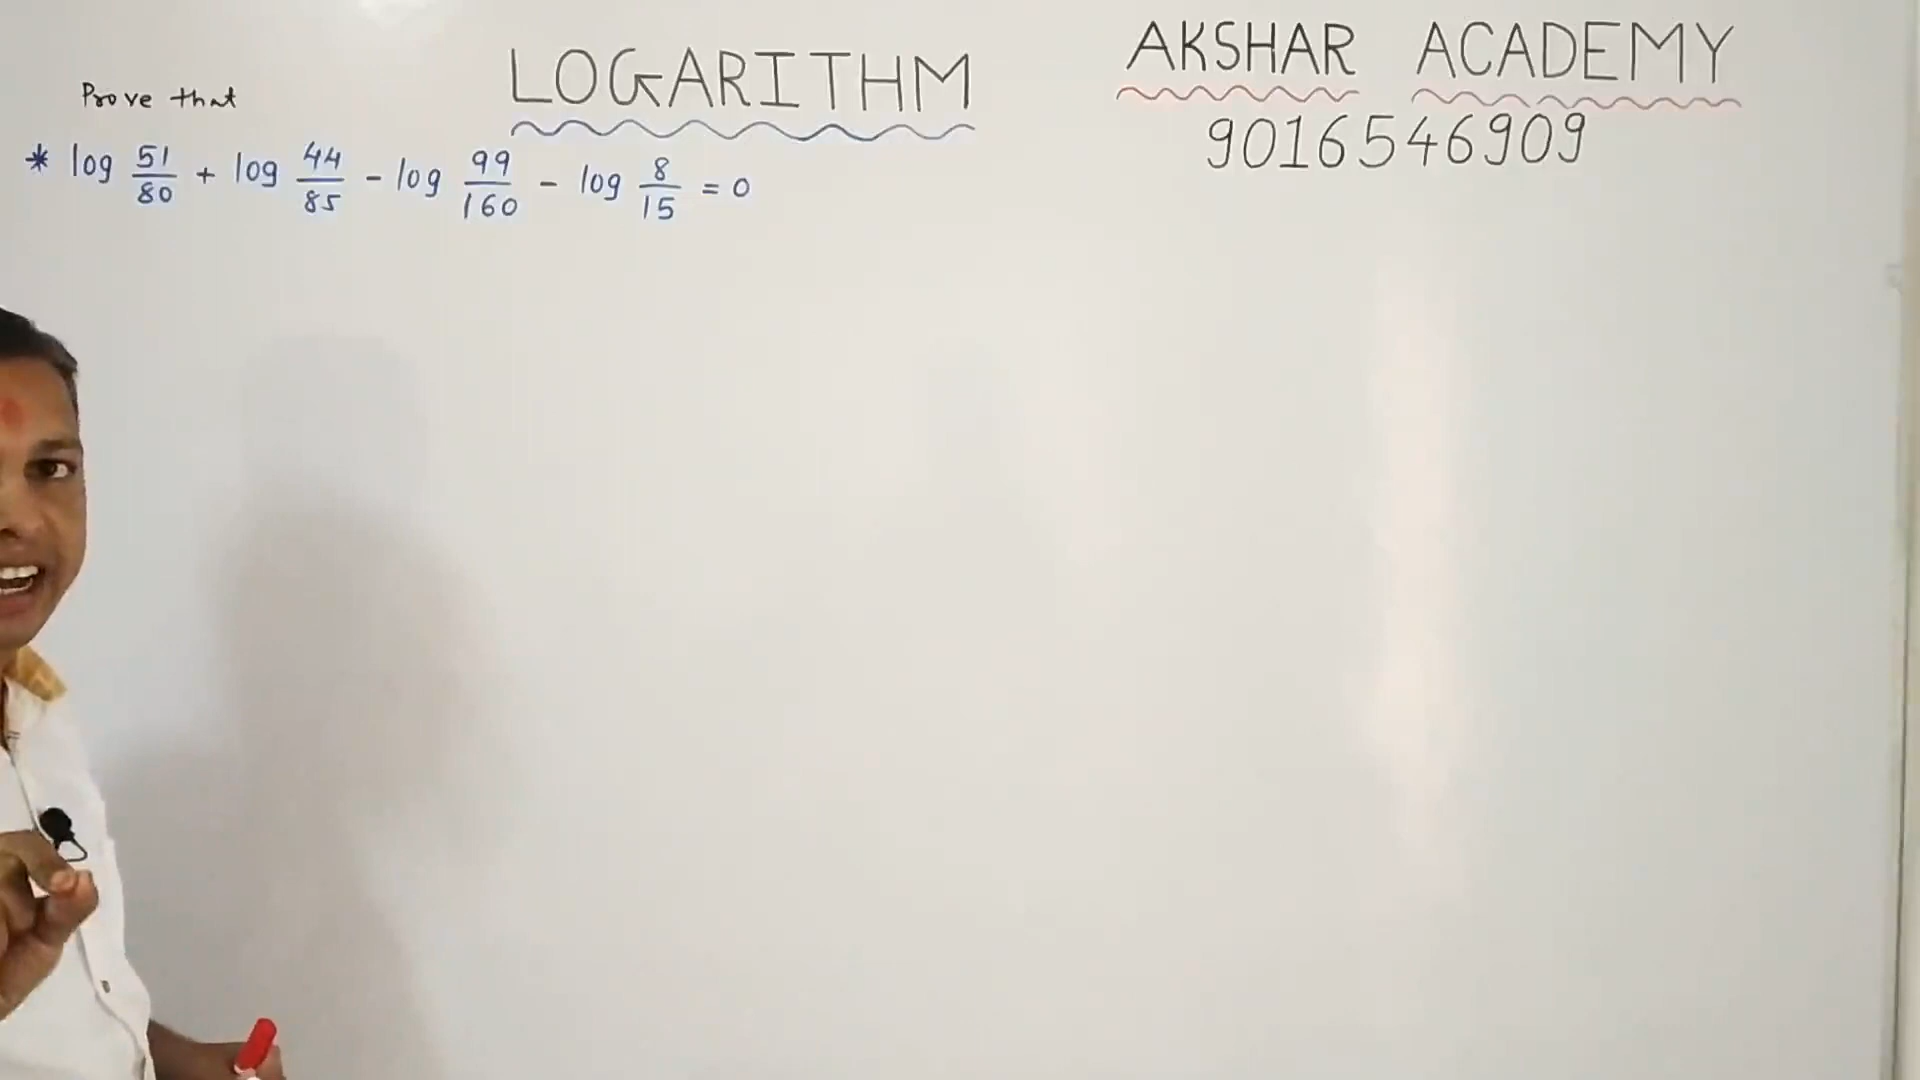 LOGARITHM
AKSHAR ACADEMY
9016546909
Prove that
* log 51/80 + log 44/85 - log 99/160 - log 8/15 = 0